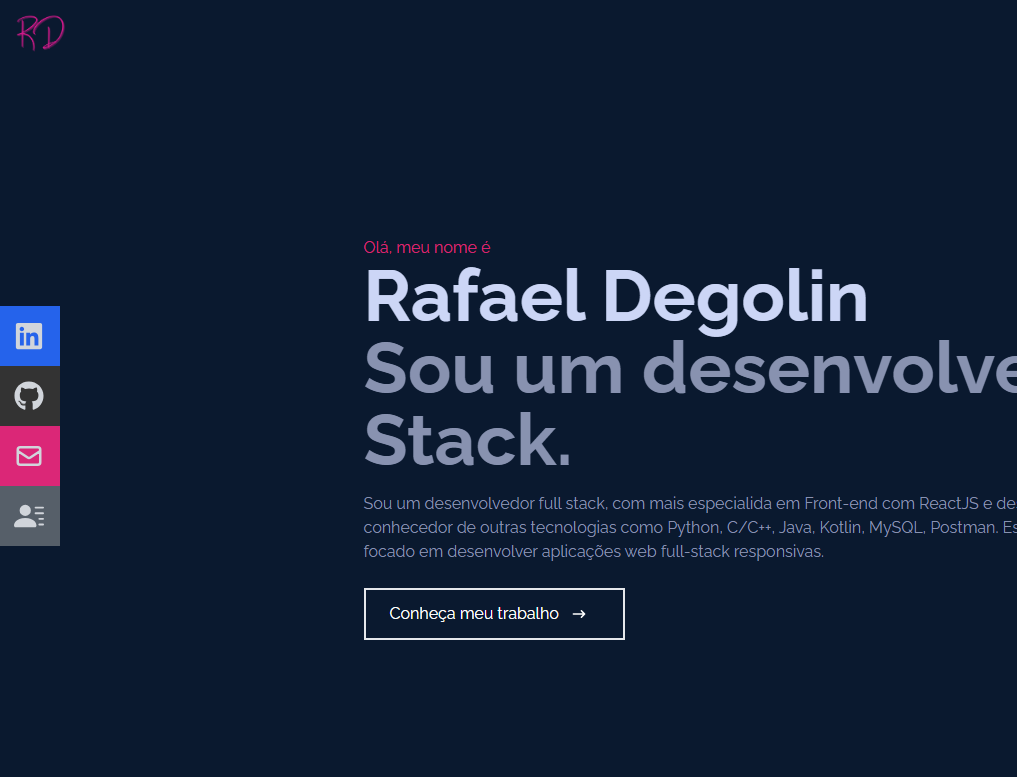 RD
Olá, meu nome é
Rafael Degolin
Sou um desenvolve
Stack.
Sou um desenvolvedor full stack, com mais especialida em Front-end com ReactJS e des
conhecedor de outras tecnologias como Python, C/C++, Java, Kotlin, MySQL, Postman. Es
focado em desenvolver aplicações web full-stack responsivas.
in
Conheça meu trabalho →